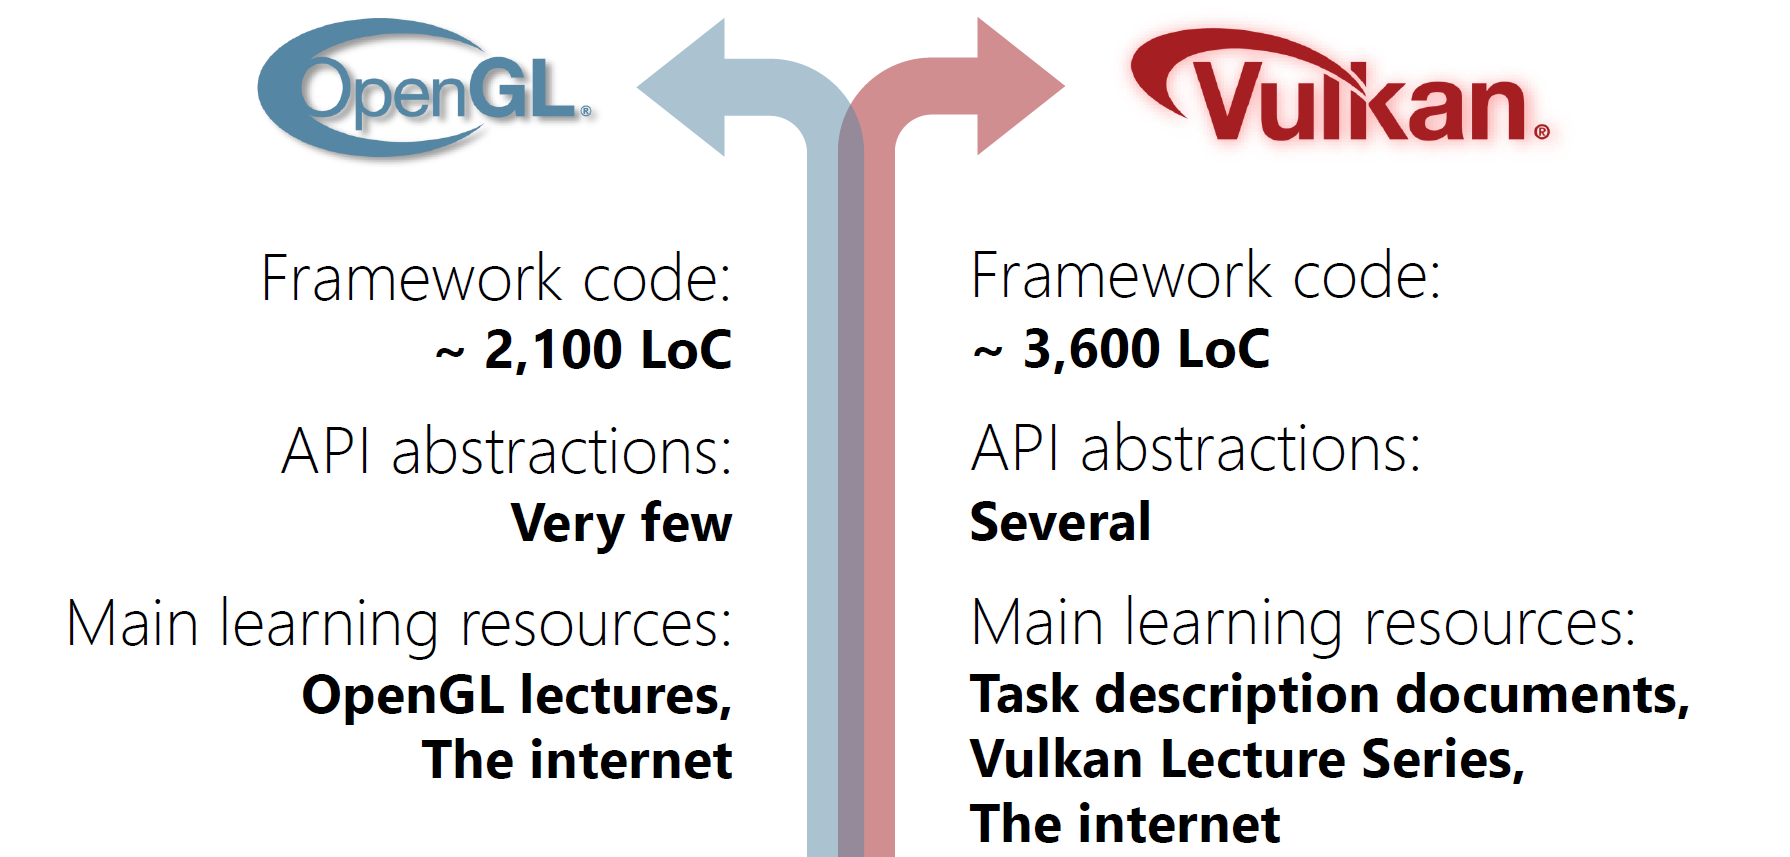 OpenGL®
Framework code:
~ 2,100 LoC
API abstractions:
Very few
Main learning resources:
OpenGL lectures,
The internet
Vulkan®
Framework code:
~ 3,600 LoC
API abstractions:
Several
Main learning resources:
Task description documents,
Vulkan Lecture Series,
The internet